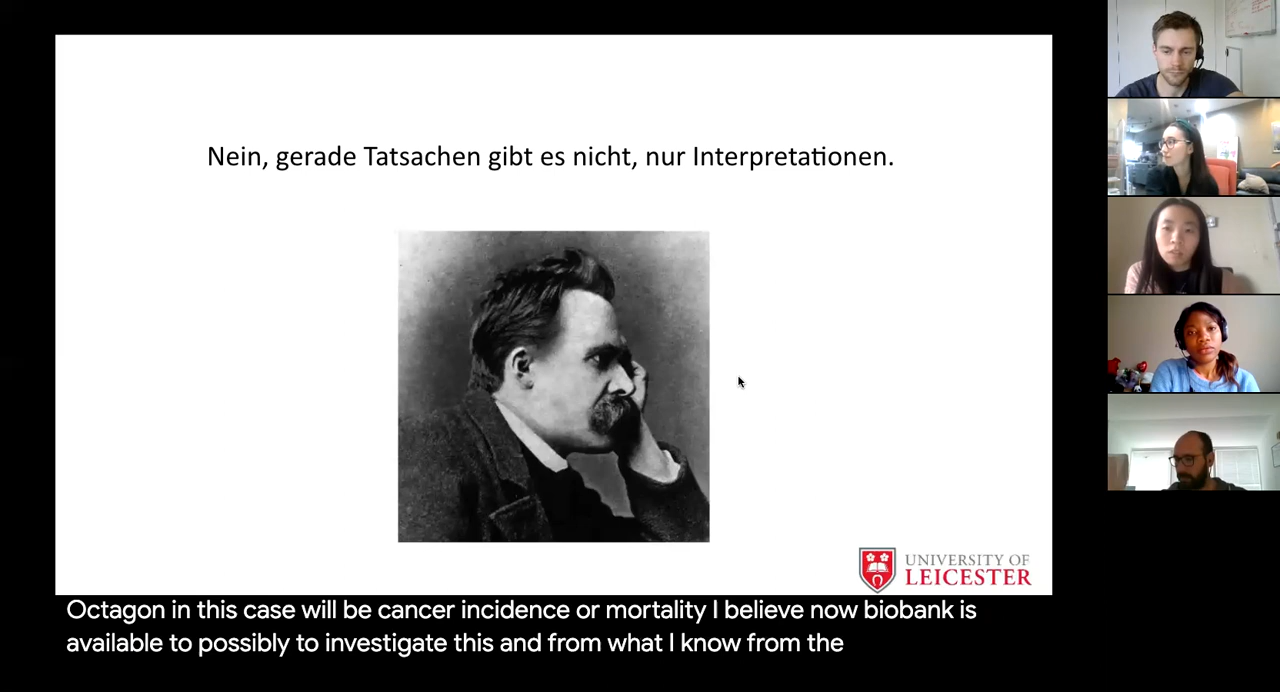 Nein, gerade Tatsachen gibt es nicht, nur Interpretationen.
UNIVERSITY OF
LEICESTER
Octagon in this case will be cancer incidence or mortality I believe now biobank is
available to possibly to investigate this and from what I know from the